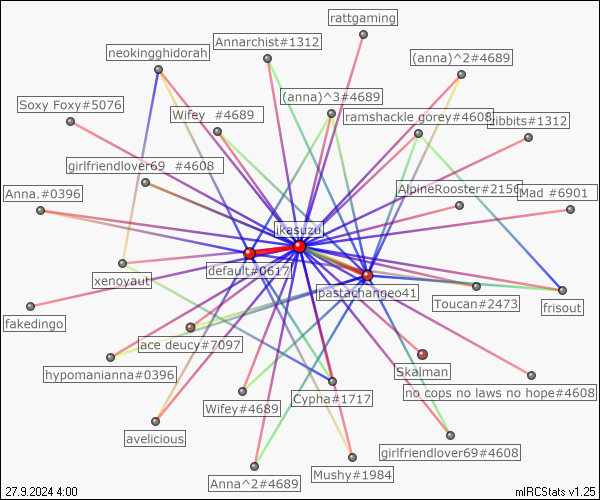 rattgaming
Annarchist#1312
neokingghidorah
(anna)^2#4689
(anna)^3#4689
Soxy Foxy#5076
Wifey #4689
ramshackle gorey#4608
ribbits#1312
girlfriendlover69 #4608
Anna.#0396
AlpineRooster#2156
Mad #6901
ikasuzu
default#0617
xenoyaut
pastachangeo41
Toucan#2473
frisout
fakedingo
ace deucy#7097
hypomanianna#0396
Skalman
no cops no laws no hope#4608
Wifey#4689
Cypha#1717
avelicious
girlfriendlover69#4608
Anna^2#4689
Mushy#1984
27.9.2024 4:00
mIRCStats v1.25